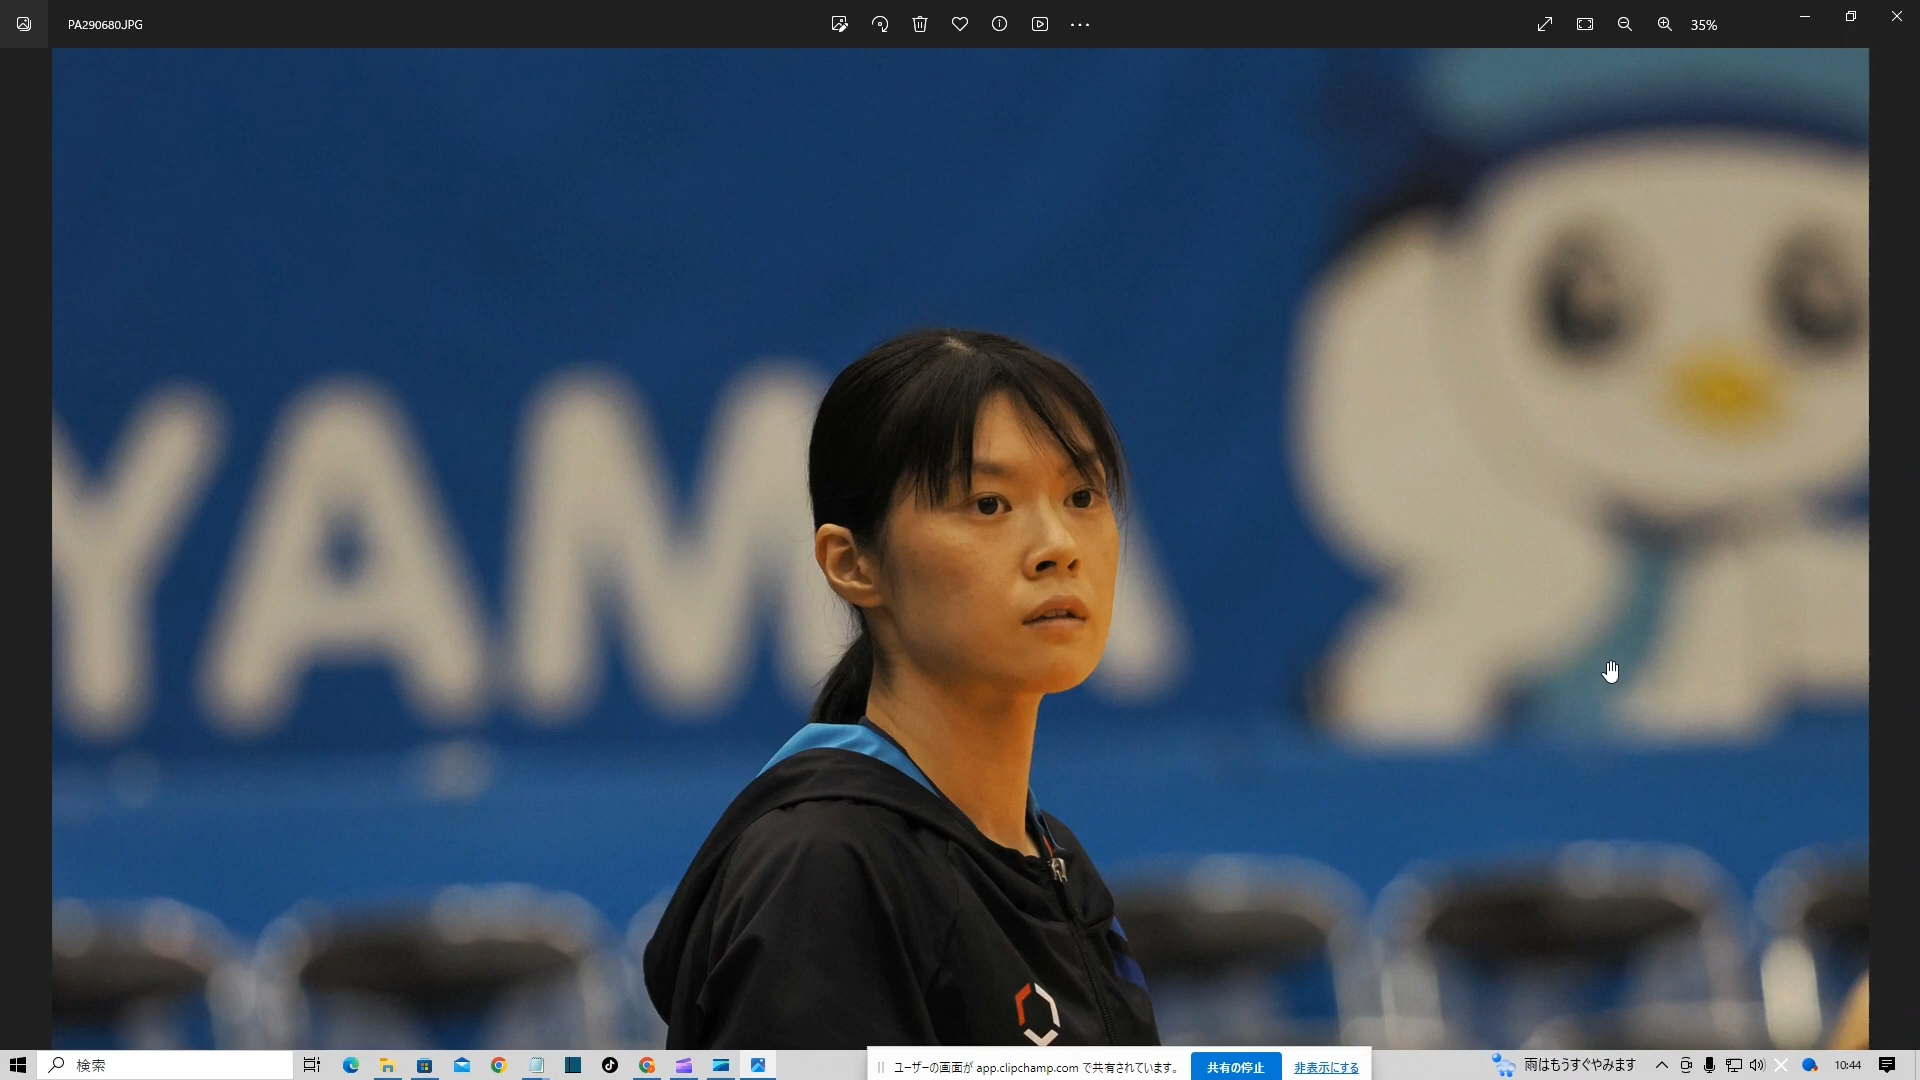 PA290680.JPG
35%
YAMA
検索
ユーザーの画面が app.clipchamp.com で共有されています。
共有の停止
非表示にする
雨はもうすぐやみます
10:44